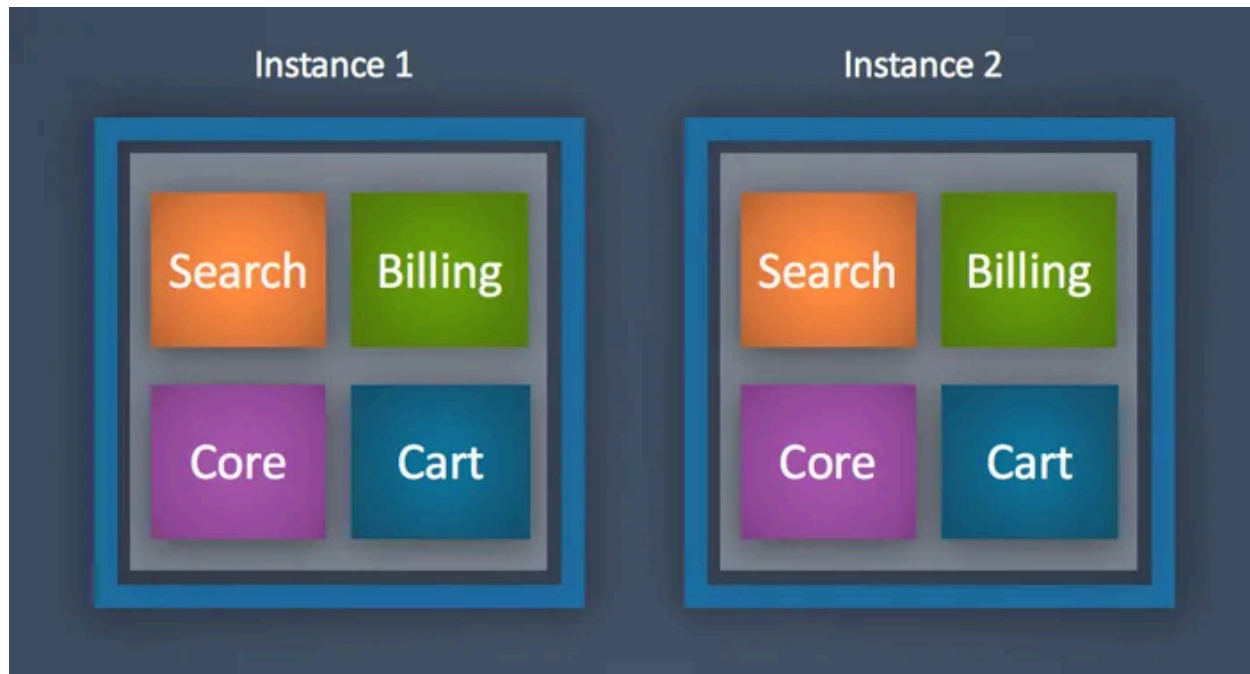 Instance 1
Instance 2
Search
Billing
Core
Cart
Search
Billing
Core
Cart